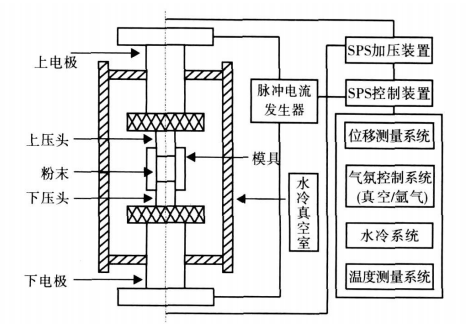 上电极
上压头
粉末
下压头
下电极
模具
脉冲电流
发生器
水冷真空室
SPS加压装置
SPS控制装置
位移测量系统
气氛控制系统
(真空/氩气)
水冷系统
温度测量系统